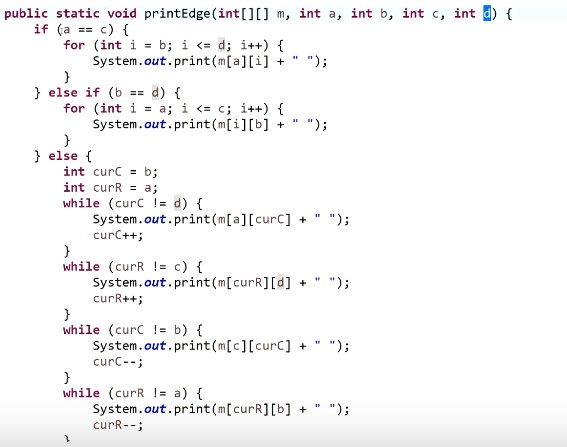 public static void printEdge(int[][] m, int a, int b, int c, int d) {
    if (a == c) {
        for (int i = b; i <= d; i++) {
            System.out.print(m[a][i] + " ");
        }
    } else if (b == d) {
        for (int i = a; i <= c; i++) {
            System.out.print(m[i][b] + " ");
        }
    } else {
        int curC = b;
        int curR = a;
        while (curC != d) {
            System.out.print(m[a][curC] + " ");
            curC++;
        }
        while (curR != c) {
            System.out.print(m[curR][d] + " ");
            curR++;
        }
        while (curC != b) {
            System.out.print(m[c][curC] + " ");
            curC--;
        }
        while (curR != a) {
            System.out.print(m[curR][b] + " ");
            curR--;
        }